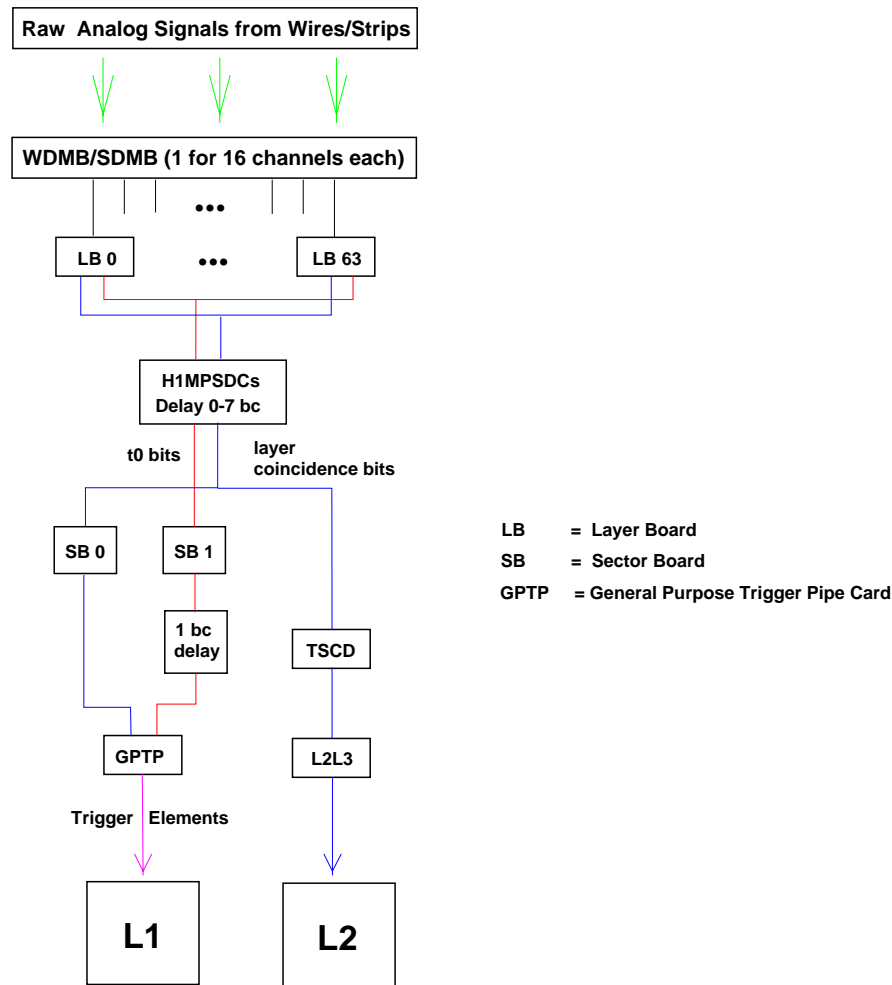 Raw Analog Signals from Wires/Strips
WDMB/SDMB (1 for 16 channels each)
...
LB 0
...
LB 63
H1MPSDCs
Delay 0-7 bc
t0 bits
layer
coincidence bits
SB 0
SB 1
LB = Layer Board
SB = Sector Board
GPTP = General Purpose Trigger Pipe Card
1 bc
delay
TSCD
GPTP
L2L3
Trigger Elements
L1
L2